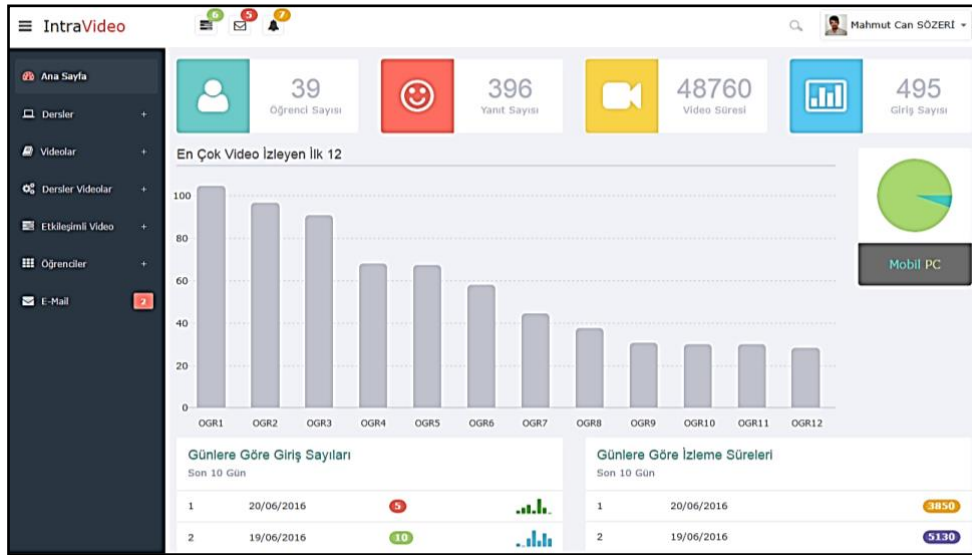 IntraVideo
6
5
7
Mahmut Can SÖZERİ
Ana Sayfa
Dersler +
Videolar +
Dersler Videolar +
Etkileşimli Video +
Öğrenciler +
E-Mail 2
39
Öğrenci Sayısı
396
Yanıt Sayısı
48760
Video Süresi
495
Giriş Sayısı
En Çok Video İzleyen İlk 12
100
80
60
40
20
0
OGR1 OGR2 OGR3 OGR4 OGR5 OGR6 OGR7 OGR8 OGR9 OGR10 OGR11 OGR12
Mobil PC
Günlere Göre Giriş Sayıları
Son 10 Gün
1 20/06/2016 5
2 19/06/2016 10
Günlere Göre İzleme Süreleri
Son 10 Gün
1 20/06/2016 3850
2 19/06/2016 5130